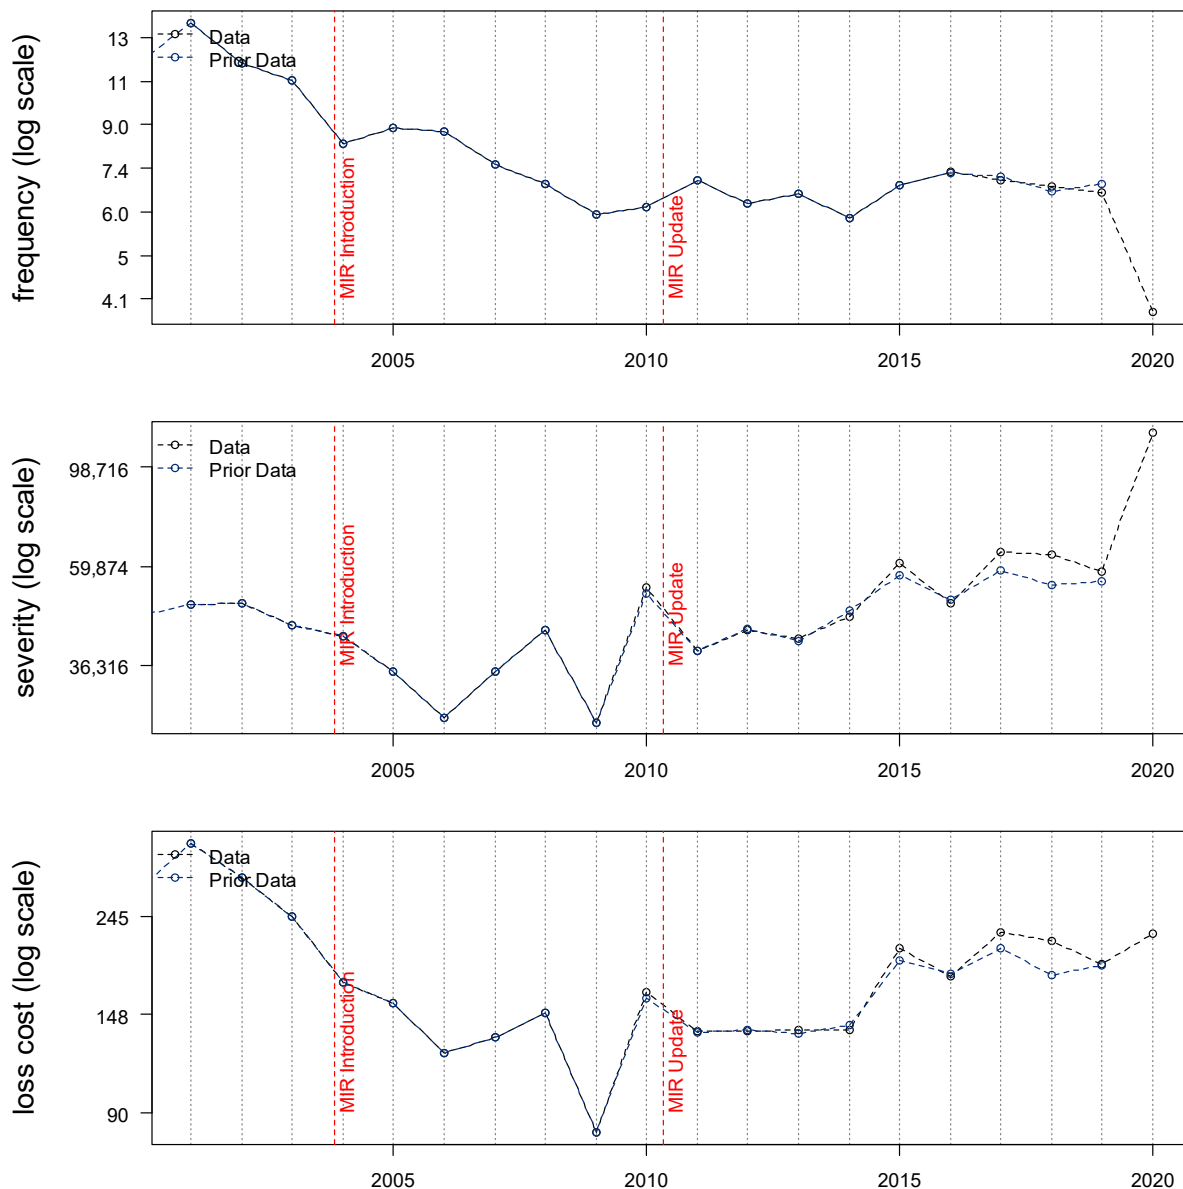 frequency (log scale)
13
11
9.0
7.4
6.0
5
4.1
Data
Prior Data
MIR Introduction
MIR Update
2005
2010
2015
2020
severity (log scale)
98,716
59,874
36,316
Data
Prior Data
MIR Introduction
MIR Update
2005
2010
2015
2020
loss cost (log scale)
245
148
90
Data
Prior Data
MIR Introduction
MIR Update
2005
2010
2015
2020